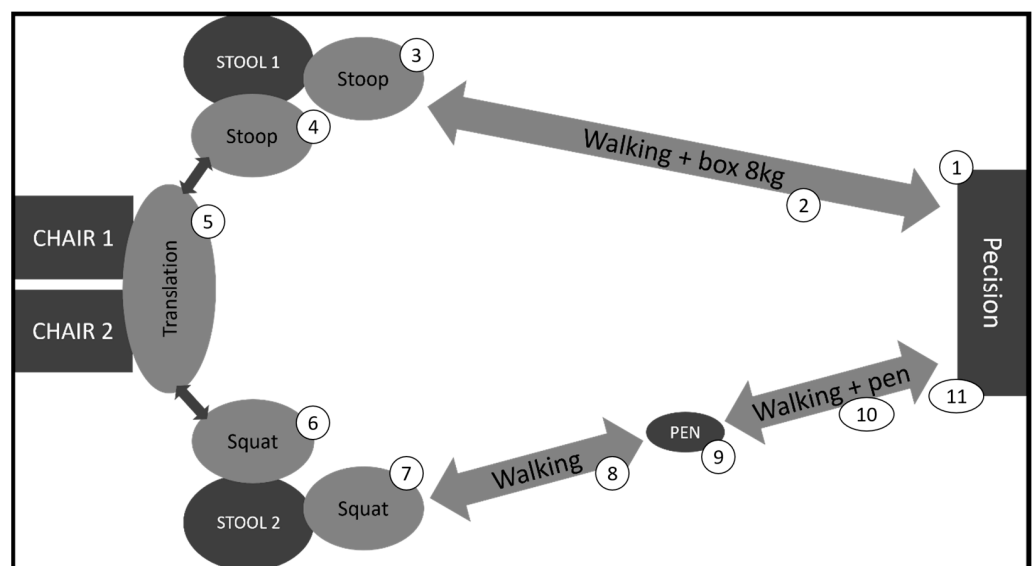 STOOL 1
Stoop
3
Stoop
4
Walking + box 8kg
2
1
5
CHAIR 1
Translation
Pecision
CHAIR 2
Walking + pen
10
11
6
Squat
PEN
9
Walking
8
7
Squat
STOOL 2